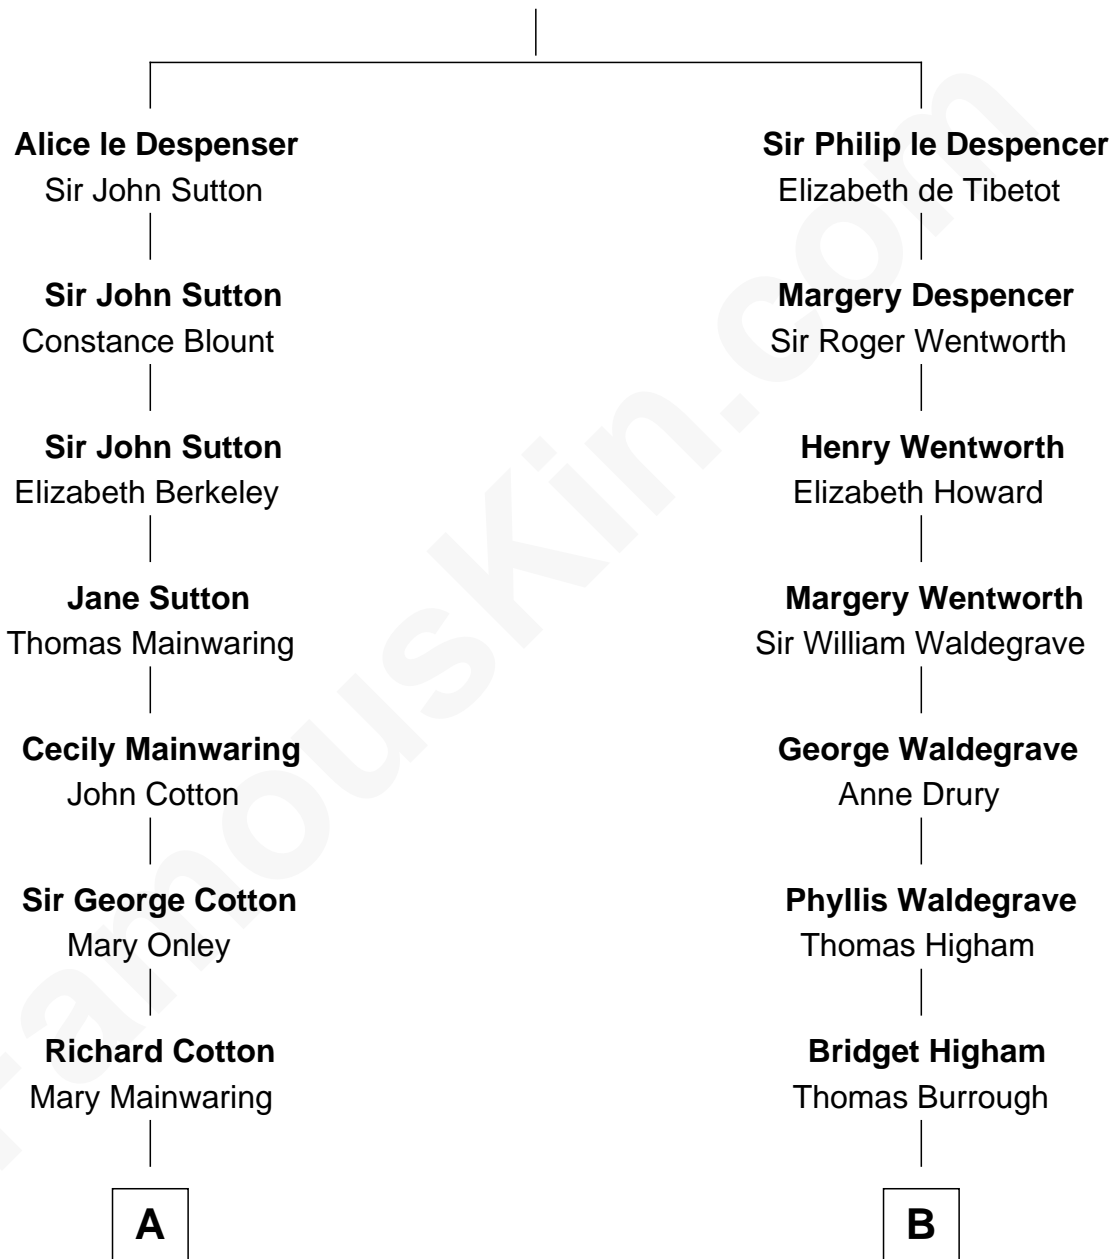 Alice le Despenser
Sir John Sutton
Sir John Sutton
Constance Blount
Sir John Sutton
Elizabeth Berkeley
Jane Sutton
Thomas Mainwaring
Cecily Mainwaring
John Cotton
Sir George Cotton
Mary Onley
Richard Cotton
Mary Mainwaring
A
Sir Philip le Despencer
Elizabeth de Tibetot
Margery Despencer
Sir Roger Wentworth
Henry Wentworth
Elizabeth Howard
Margery Wentworth
Sir William Waldegrave
George Waldegrave
Anne Drury
Phyllis Waldegrave
Thomas Higham
Bridget Higham
Thomas Burrough
B
FamousKin.com